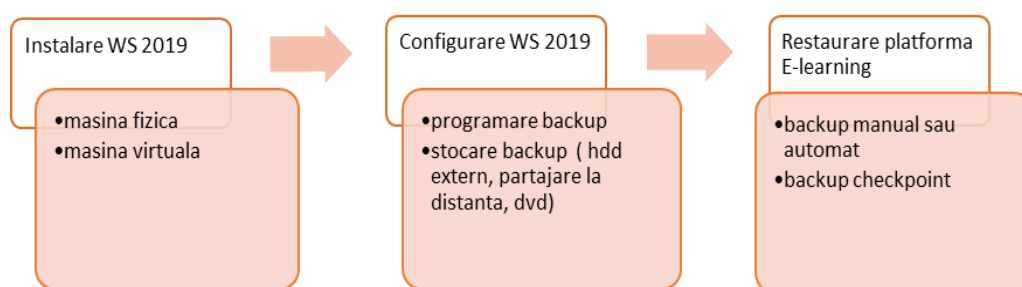 Instalare WS 2019
•masina fizica
•masina virtuala
Configurare WS 2019
•programare backup
•stocare backup ( hdd
extern, partajare la
distanta, dvd)
Restaurare platforma
E-learning
•backup manual sau
automat
•backup checkpoint